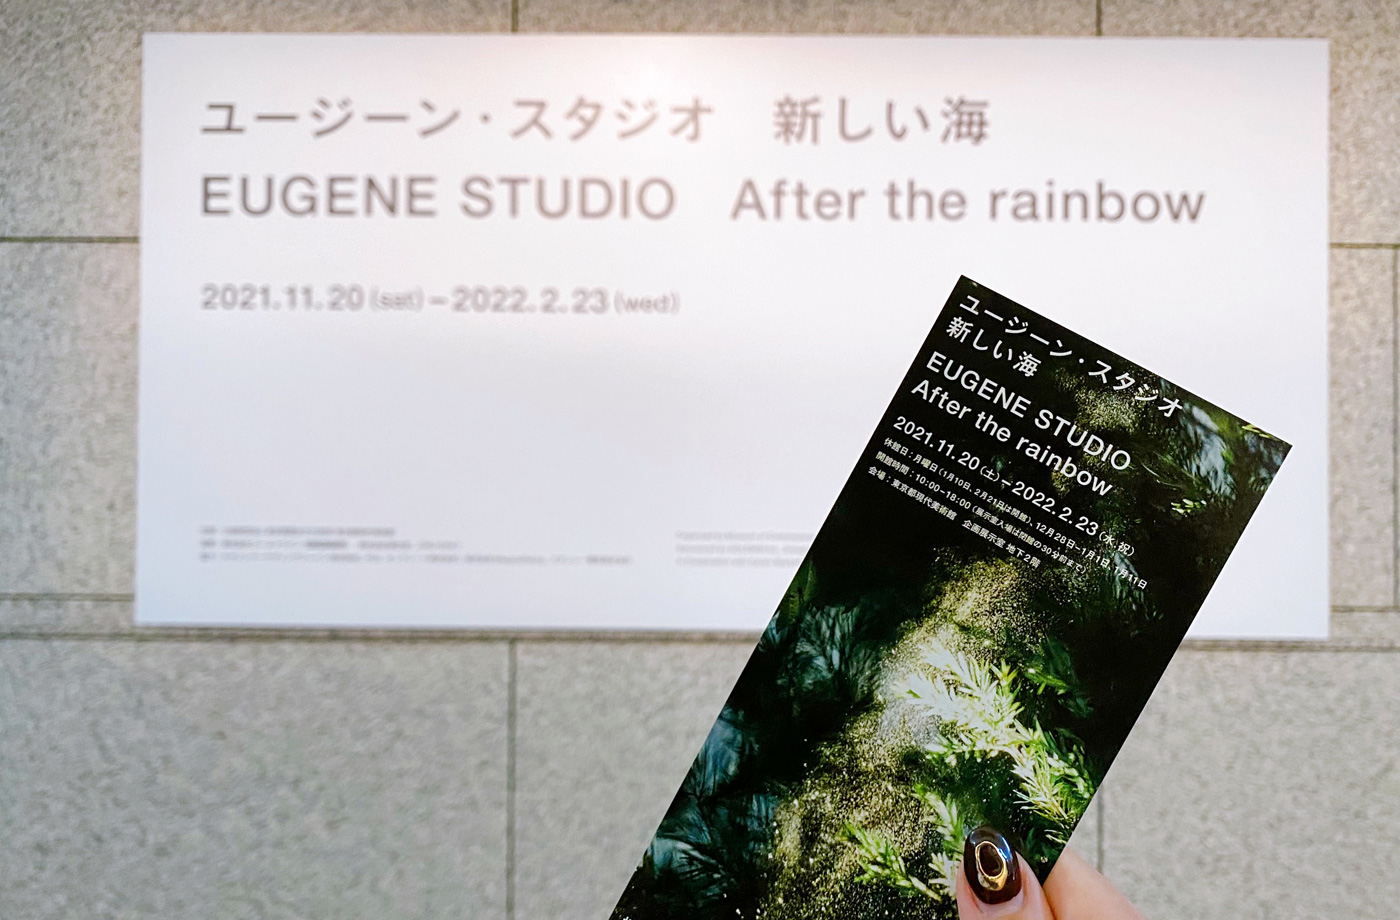 ユージーン・スタジオ　新しい海
EUGENE STUDIO　After the rainbow
2021.11.20(sat)–2022.2.23(wed)
ユージーン・スタジオ
新しい海
EUGENE STUDIO
After the rainbow
2021.11.20(土)–2022.2.23(水、祝)
休館日：月曜日(1月10日、2月21日は開館)、12月28日–1月1日、1月11日
開館時間：10:00–18:00(展示室入場は閉館の30分前まで)
会場：東京都現代美術館　企画展示室 地下2階